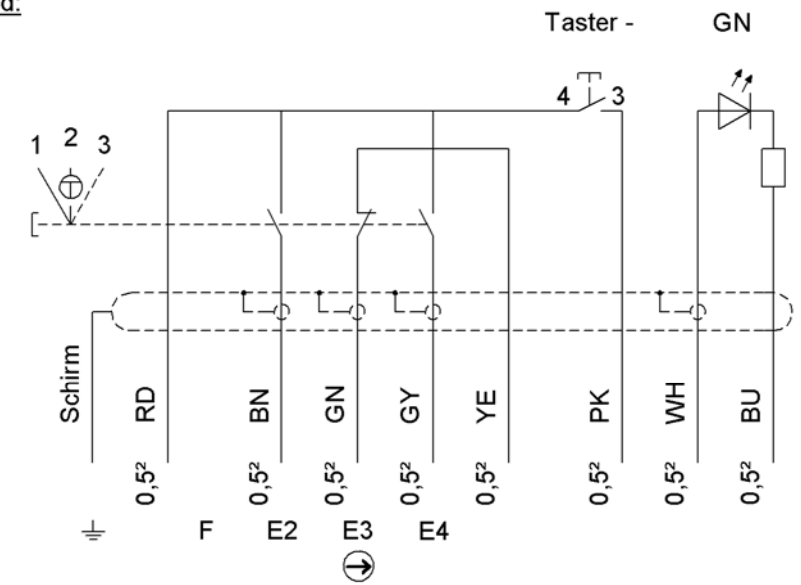 d:
Taster - GN
4 3
1 2 3
Schirm RD BN GN GY YE PK WH BU
0,5² 0,5² 0,5² 0,5² 0,5² 0,5² 0,5² 0,5²
F E2 E3 E4